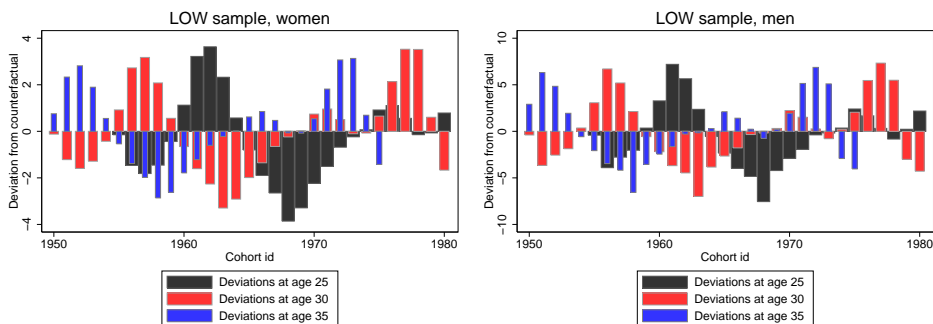 LOW sample, women
Deviation from counterfactual
4
2
0
−2
−4
1950 1960 1970 1980
Cohort id
Deviations at age 25
Deviations at age 30
Deviations at age 35
LOW sample, men
Deviation from counterfactual
10
5
0
−5
−10
1950 1960 1970 1980
Cohort id
Deviations at age 25
Deviations at age 30
Deviations at age 35